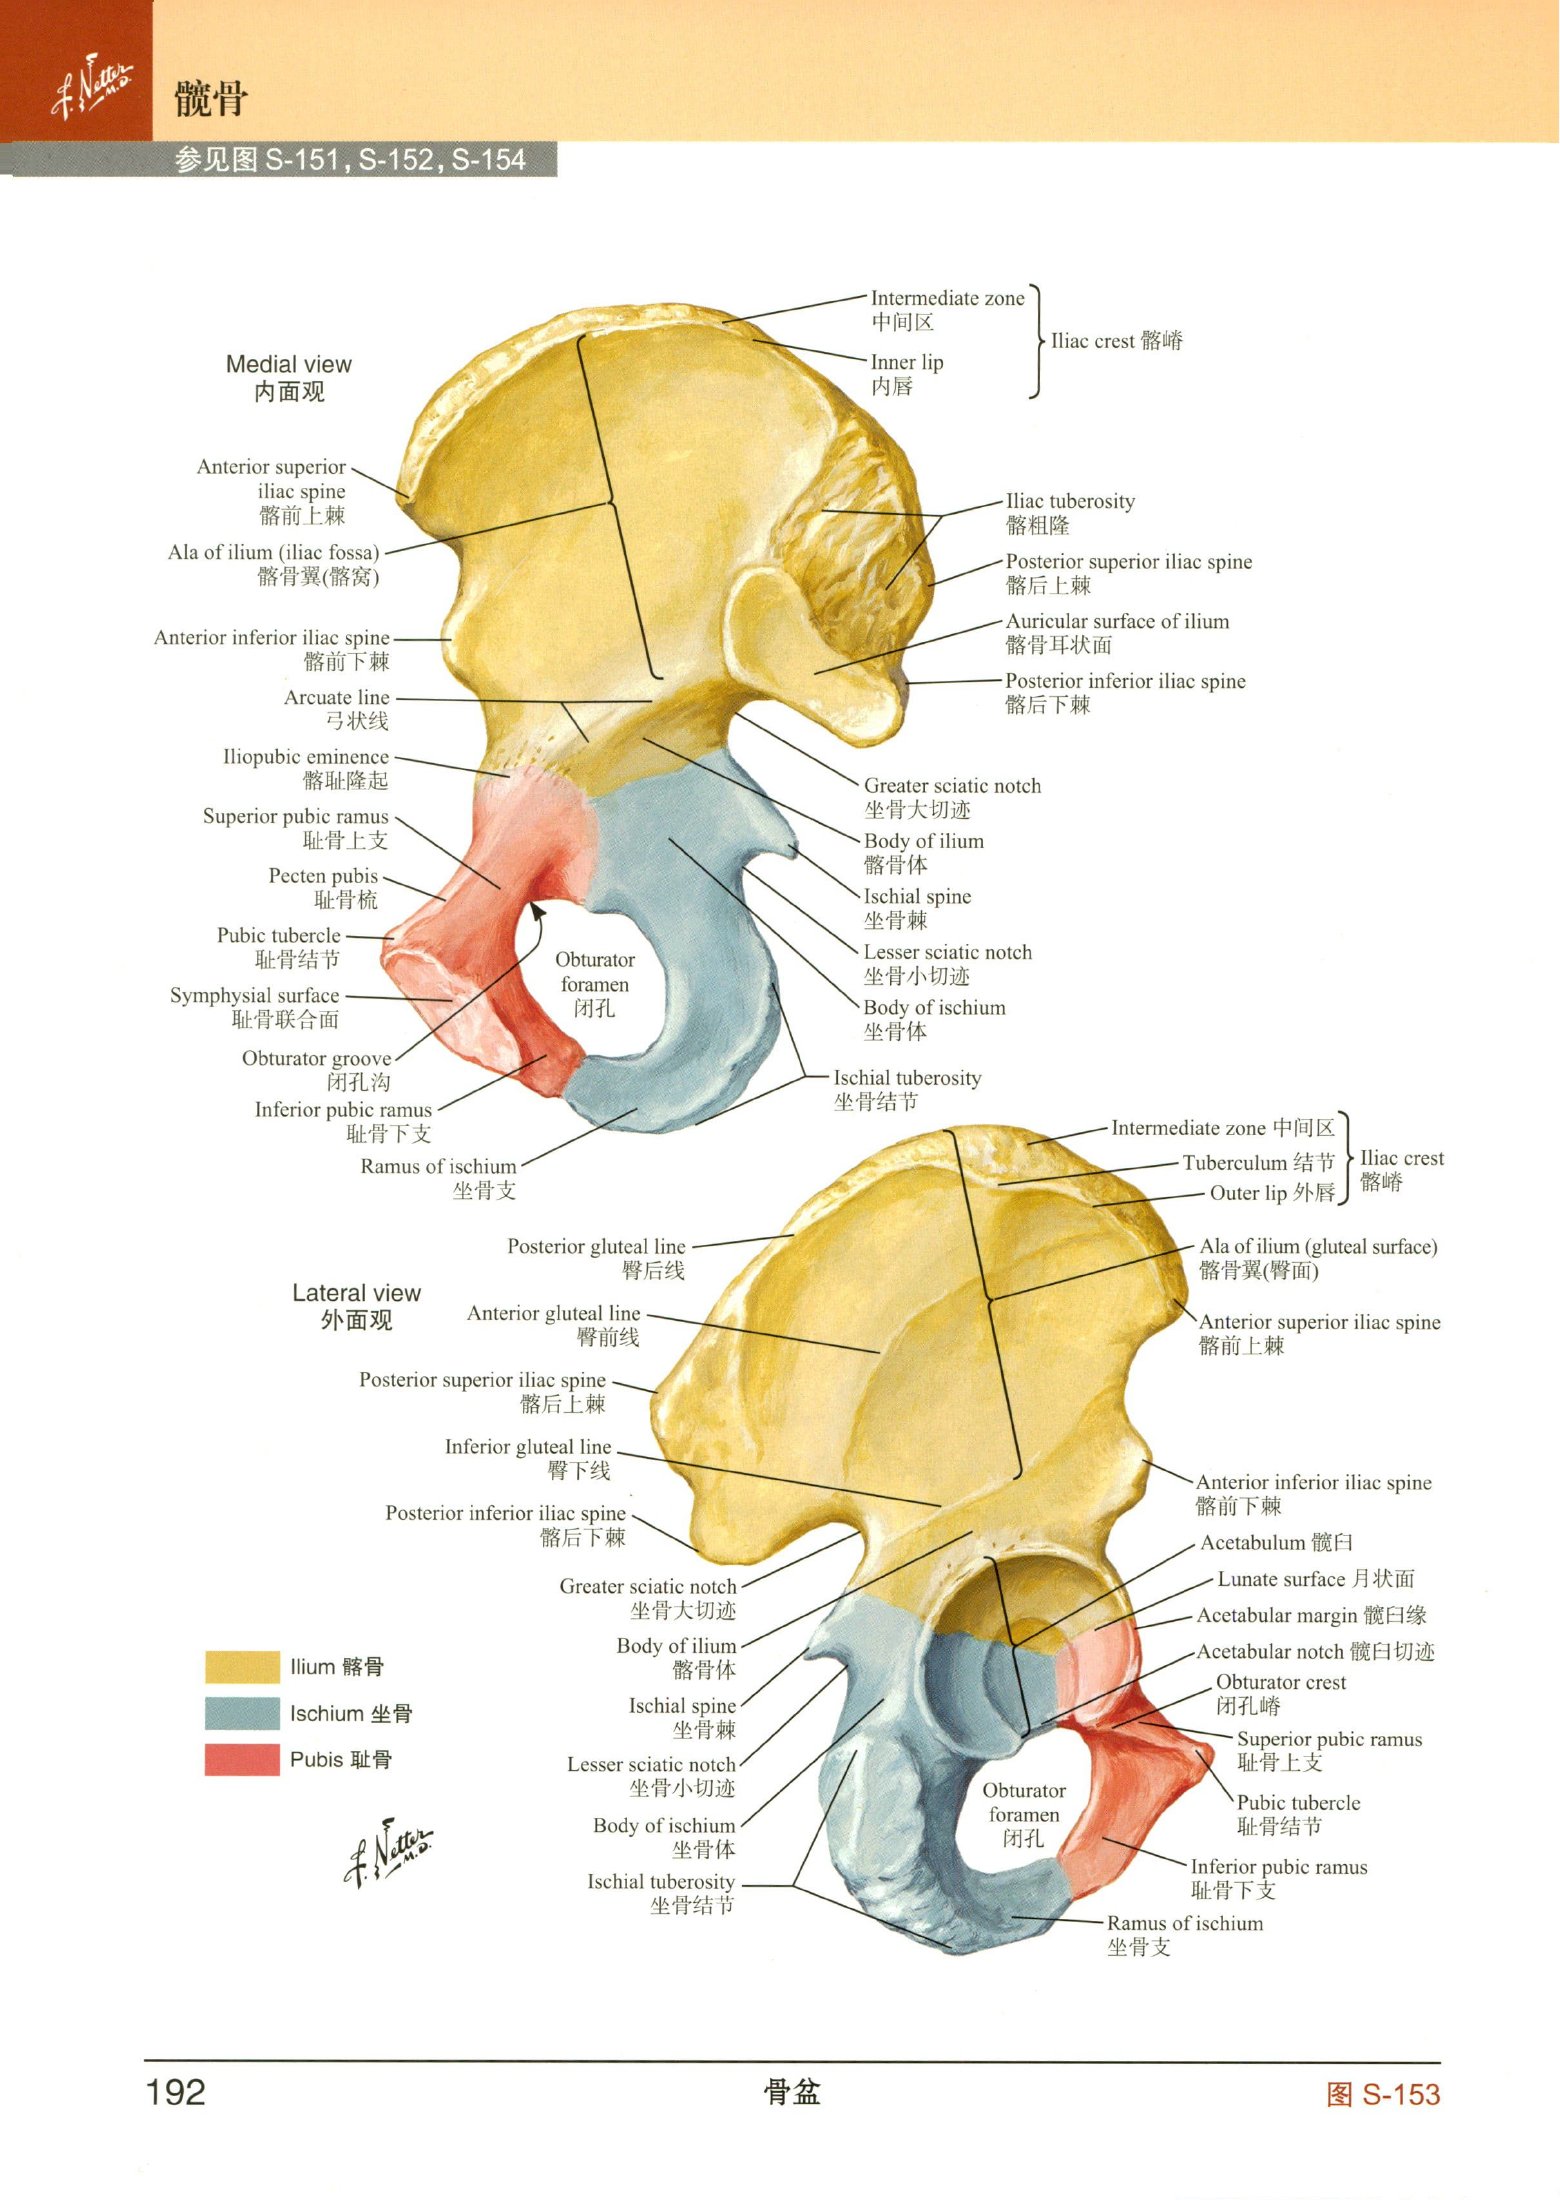 F. Netter M.D.
髋骨
参见图 S-151, S-152, S-154
Medial view
内面观
Intermediate zone
中间区
Inner lip
内唇
Iliac crest 髂嵴
Anterior superior
iliac spine
髂前上棘
Ala of ilium (iliac fossa)
髂骨翼(髂窝)
Anterior inferior iliac spine
髂前下棘
Arcuate line
弓状线
Iliopubic eminence
髂耻隆起
Superior pubic ramus
耻骨上支
Pecten pubis
耻骨梳
Pubic tubercle
耻骨结节
Symphysial surface
耻骨联合面
Obturator groove
闭孔沟
Inferior pubic ramus
耻骨下支
Ramus of ischium
坐骨支
Obturator
foramen
闭孔
Iliac tuberosity
髂粗隆
Posterior superior iliac spine
髂后上棘
Auricular surface of ilium
髂骨耳状面
Posterior inferior iliac spine
髂后下棘
Greater sciatic notch
坐骨大切迹
Body of ilium
髂骨体
Ischial spine
坐骨棘
Lesser sciatic notch
坐骨小切迹
Body of ischium
坐骨体
Ischial tuberosity
坐骨结节
Lateral view
外面观
Intermediate zone 中间区
Tuberculum 结节
Outer lip 外唇
Iliac crest
髂嵴
Posterior gluteal line
臀后线
Anterior gluteal line
臀前线
Posterior superior iliac spine
髂后上棘
Inferior gluteal line
臀下线
Posterior inferior iliac spine
髂后下棘
Greater sciatic notch
坐骨大切迹
Body of ilium
髂骨体
Ischial spine
坐骨棘
Lesser sciatic notch
坐骨小切迹
Body of ischium
坐骨体
Ischial tuberosity
坐骨结节
Ala of ilium (gluteal surface)
髂骨翼(臀面)
Anterior superior iliac spine
髂前上棘
Anterior inferior iliac spine
髂前下棘
Acetabulum 髋臼
Lunate surface 月状面
Acetabular margin 髋臼缘
Acetabular notch 髋臼切迹
Obturator crest
闭孔嵴
Superior pubic ramus
耻骨上支
Pubic tubercle
耻骨结节
Inferior pubic ramus
耻骨下支
Ramus of ischium
坐骨支
Obturator
foramen
闭孔
Ilium 髂骨
Ischium 坐骨
Pubis 耻骨
F. Netter M.D.
192
骨盆
图 S-153